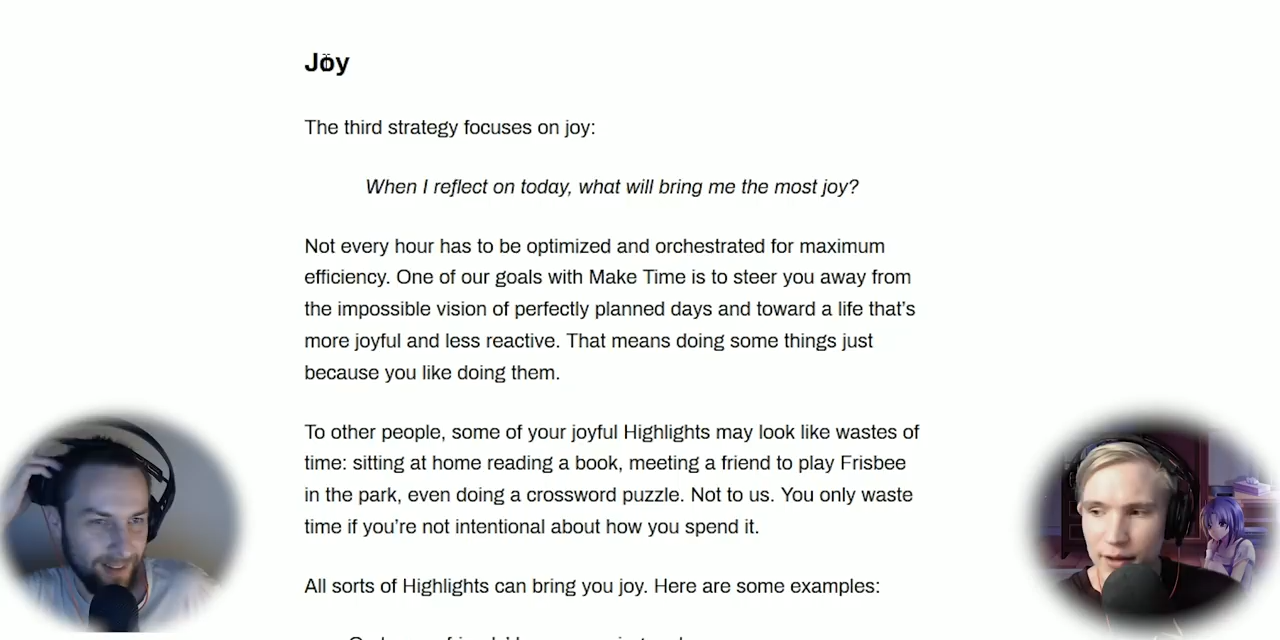 Joy
The third strategy focuses on joy:
When I reflect on today, what will bring me the most joy?
Not every hour has to be optimized and orchestrated for maximum
efficiency. One of our goals with Make Time is to steer you away from
the impossible vision of perfectly planned days and toward a life that’s
more joyful and less reactive. That means doing some things just
because you like doing them.
To other people, some of your joyful Highlights may look like wastes of
time: sitting at home reading a book, meeting a friend to play Frisbee
in the park, even doing a crossword puzzle. Not to us. You only waste
time if you’re not intentional about how you spend it.
All sorts of Highlights can bring you joy. Here are some examples: